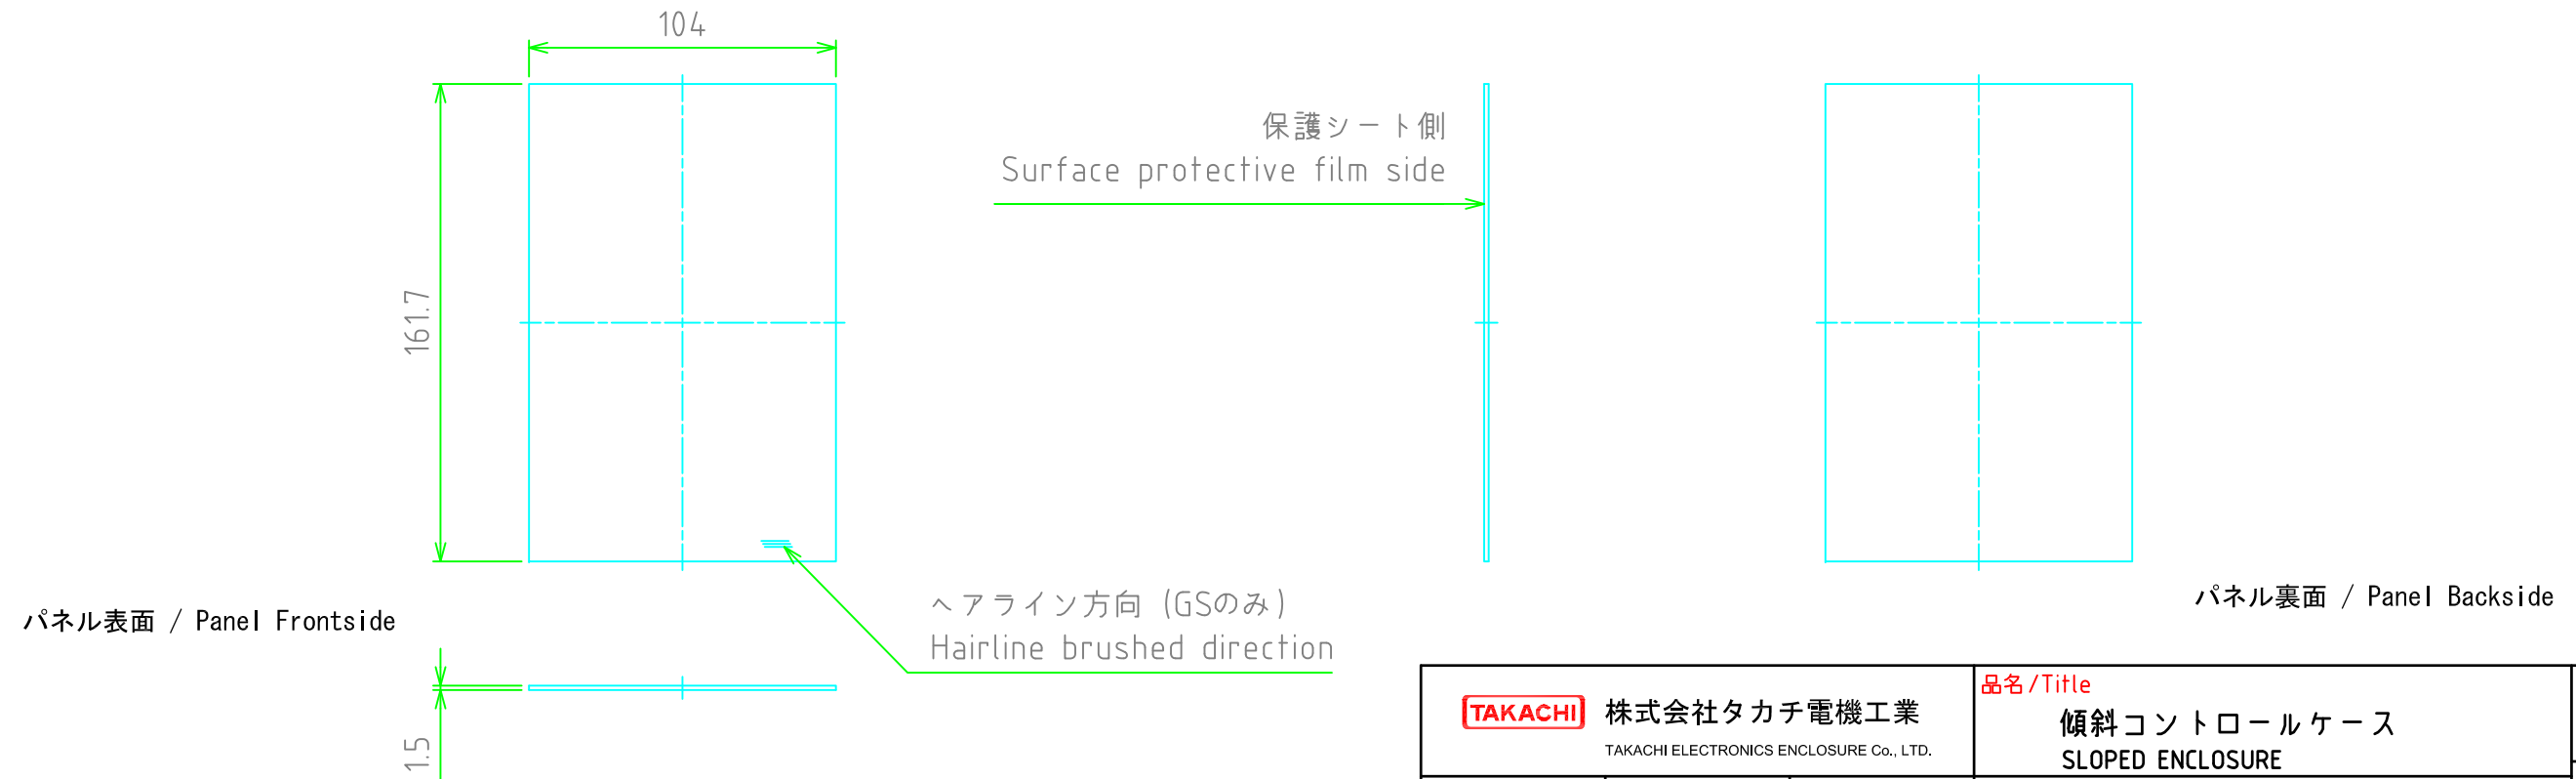 104
161.7
保護シート側
Surface protective film side
ヘアライン方向 (GSのみ)
Hairline brushed direction
パネル表面 / Panel Frontside
パネル裏面 / Panel Backside
1.5
TAKACHI 株式会社タカチ電機工業
TAKACHI ELECTRONICS ENCLOSURE Co., LTD.
品名/Title
傾斜コントロールケース
SLOPED ENCLOSURE